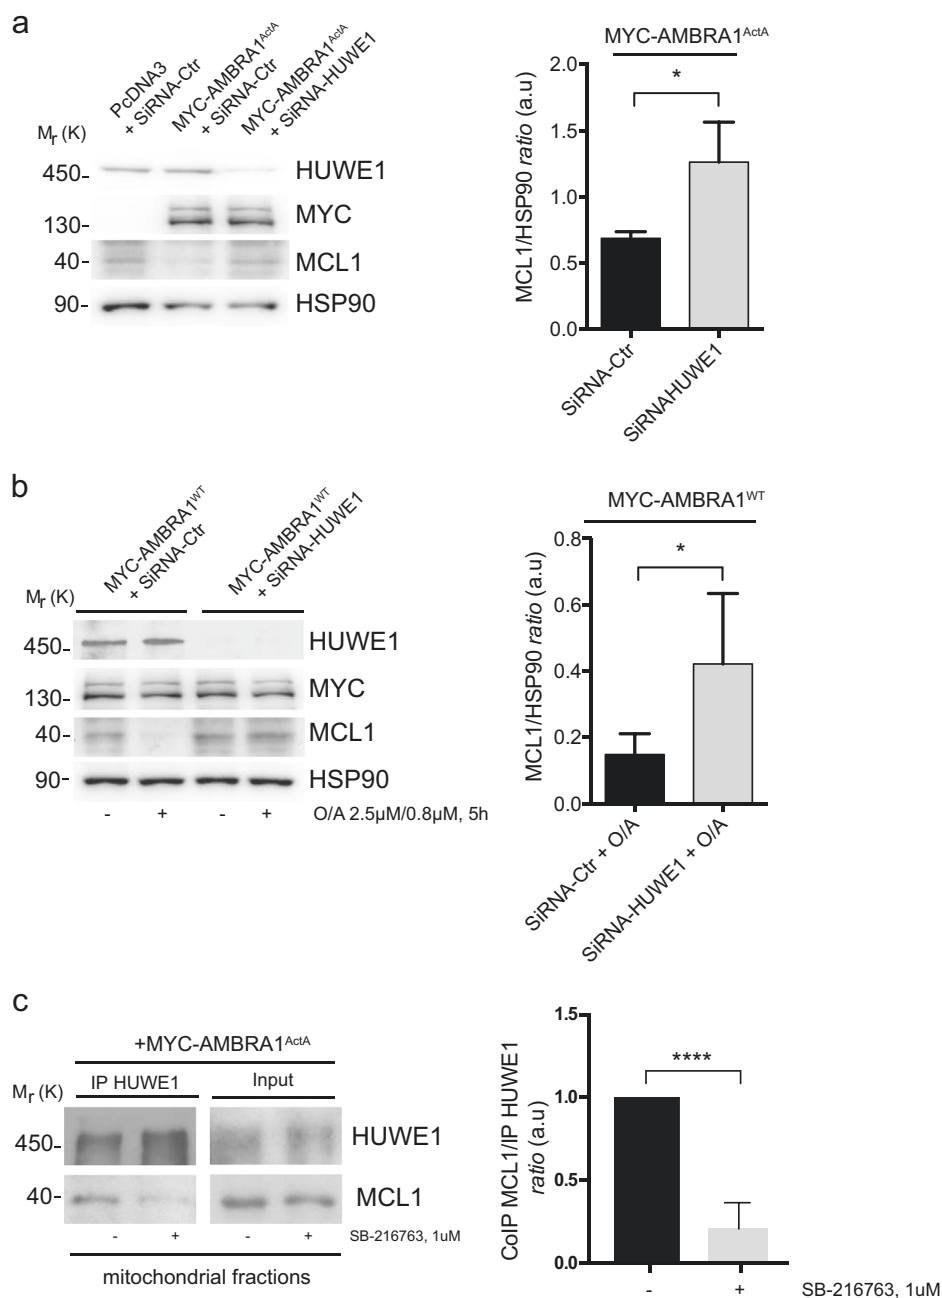 a
PcDNA3
+ SiRNA-Ctr
MYC-AMBRA1ActA
+ SiRNA-Ctr
MYC-AMBRA1ActA
+ SiRNA-HUWE1
Mr (K)
450- HUWE1
130- MYC
40- MCL1
90- HSP90
MYC-AMBRA1ActA
MCL1/HSP90 ratio (a.u)
2.0
1.5
1.0
0.5
0.0
*
SiRNA-Ctr
SiRNAHUWE1
b
MYC-AMBRA1WT
+ SiRNA-Ctr
MYC-AMBRA1WT
+ SiRNA-HUWE1
Mr (K)
450- HUWE1
130- MYC
40- MCL1
90- HSP90
- + - + O/A 2.5µM/0.8µM, 5h
MYC-AMBRA1WT
MCL1/HSP90 ratio (a.u)
0.8
0.6
0.4
0.2
0.0
*
SiRNA-Ctr + O/A
SiRNA-HUWE1 + O/A
c
+MYC-AMBRA1ActA
Mr (K) IP HUWE1 Input
450- HUWE1
40- MCL1
- + - + SB-216763, 1uM
mitochondrial fractions
CoIP MCL1/IP HUWE1
ratio (a.u)
1.5
1.0
0.5
0.0
****
- + SB-216763, 1uM